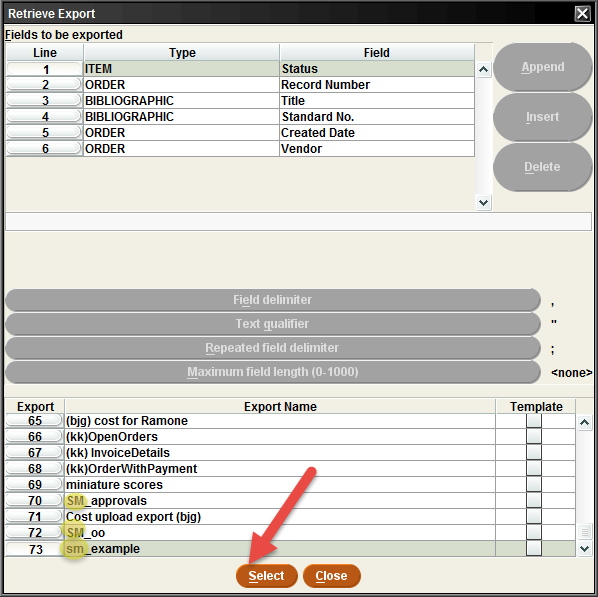 Retrieve Export
Fields to be exported
Line Type Field
1 ITEM Status
2 ORDER Record Number
3 BIBLIOGRAPHIC Title
4 BIBLIOGRAPHIC Standard No.
5 ORDER Created Date
6 ORDER Vendor
Append
Insert
Delete
Field delimiter ,
Text qualifier "
Repeated field delimiter ;
Maximum field length (0-1000) <none>
Export Export Name Template
65 (bjg) cost for Ramone
66 (kk)OpenOrders
67 (kk) InvoiceDetails
68 (kk)OrderWithPayment
69 miniature scores
70 SM_approvals
71 Cost upload export (bjg)
72 SM_oo
73 sm_example
Select Close